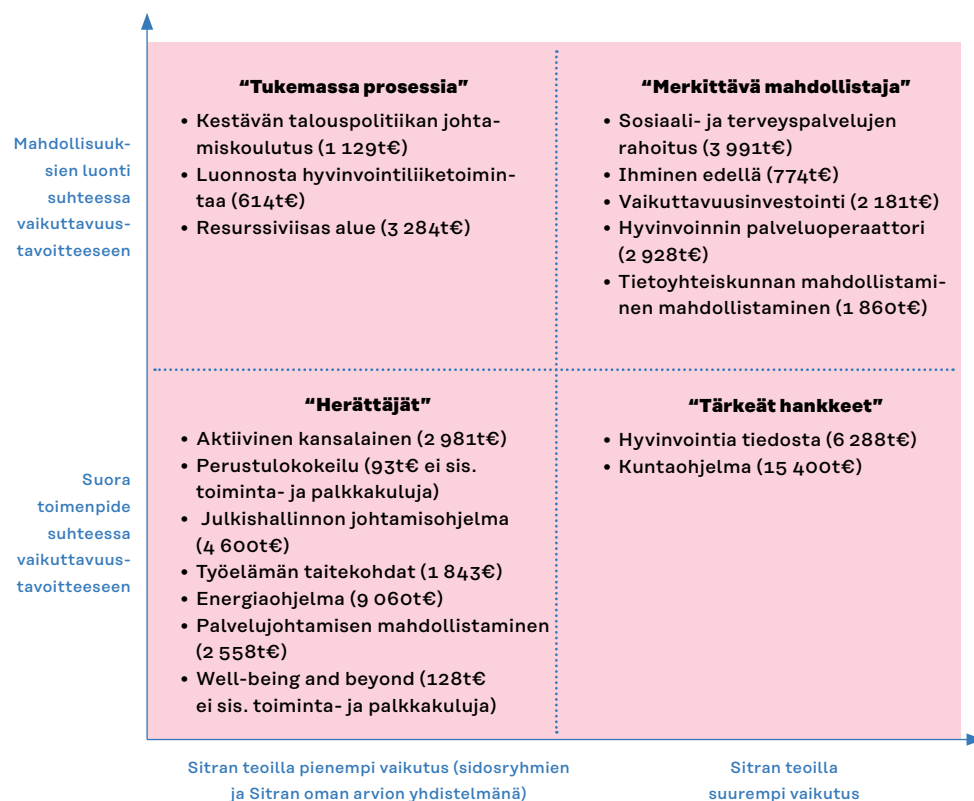 Mahdollisuuk-
sien luonti
suhteessa
vaikuttavuus-
tavoitteeseen
“Tukemassa prosessia”
• Kestävän talouspolitiikan johta-
miskoulutus (1 129t€)
• Luonnosta hyvinvointiliiketoimin-
taa (614t€)
• Resurssiviisas alue (3 284t€)
“Merkittävä mahdollistaja”
• Sosiaali- ja terveyspalvelujen
rahoitus (3 991t€)
• Ihminen edellä (774t€)
• Vaikuttavuusinvestointi (2 181t€)
• Hyvinvoinnin palveluoperaattori
(2 928t€)
• Tietoyhteiskunnan mahdollistami-
nen mahdollistaminen (1 860t€)
Suora
toimenpide
suhteessa
vaikuttavuus-
tavoitteeseen
“Herättäjät”
• Aktiivinen kansalainen (2 981t€)
• Perustulokokeilu (93t€ ei sis.
toiminta- ja palkkakuluja)
• Julkishallinnon johtamisohjelma
(4 600t€)
• Työelämän taitekohdat (1 843€)
• Energiaohjelma (9 060t€)
• Palvelujohtamisen mahdollistaminen
(2 558t€)
• Well-being and beyond (128t€
ei sis. toiminta- ja palkkakuluja)
“Tärkeät hankkeet”
• Hyvinvointia tiedosta (6 288t€)
• Kuntaohjelma (15 400t€)
Sitran teoilla pienempi vaikutus (sidosryhmien
ja Sitran oman arvion yhdistelmänä)
Sitran teoilla
suurempi vaikutus